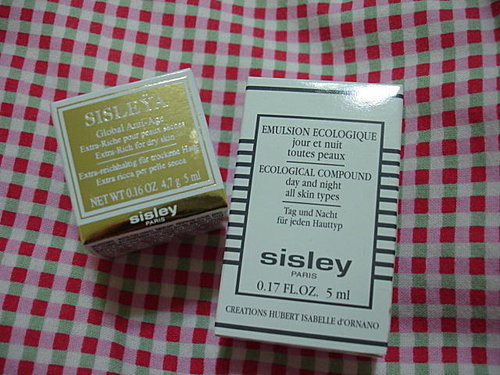 SISLEŸA
Global Anti-Age
Extra-Riche pour peaux sèches
Extra-Rich for dry skin
Extra-reichhaltig für trockene Haut
Extra ricca per pelle secca
NET WT 0.16 OZ. 4,7 g 5 ml
sisley
PARIS
EMULSION ECOLOGIQUE
jour et nuit
toutes peaux
ECOLOGICAL COMPOUND
day and night
all skin types
Tag und Nacht
für jeden Hauttyp
sisley
PARIS
0.17 FL.OZ. 5 ml
CREATIONS HUBERT ISABELLE d'ORNANO